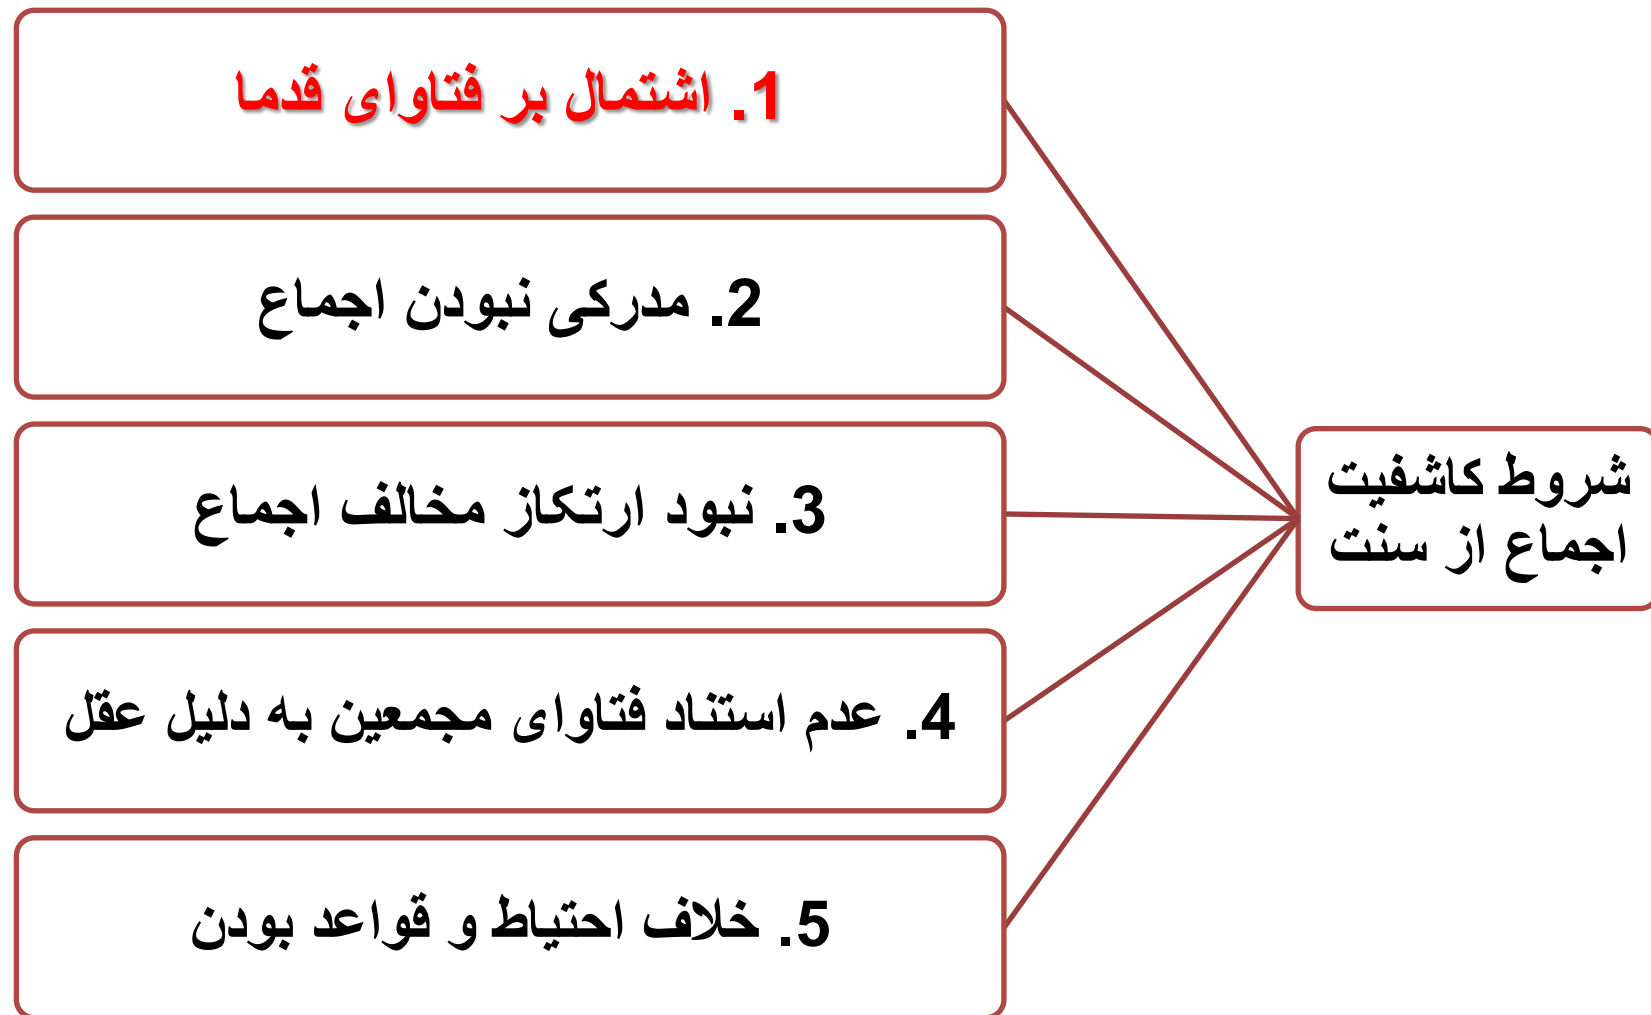 شروط کاشفیت
اجماع از سنت
1. اشتمال بر فتاوای قدما
2. مدرکی نبودن اجماع
3. نبود ارتکاز مخالف اجماع
4. عدم استناد فتاوای مجمعین به دلیل عقل
5. خلاف احتیاط و قواعد بودن